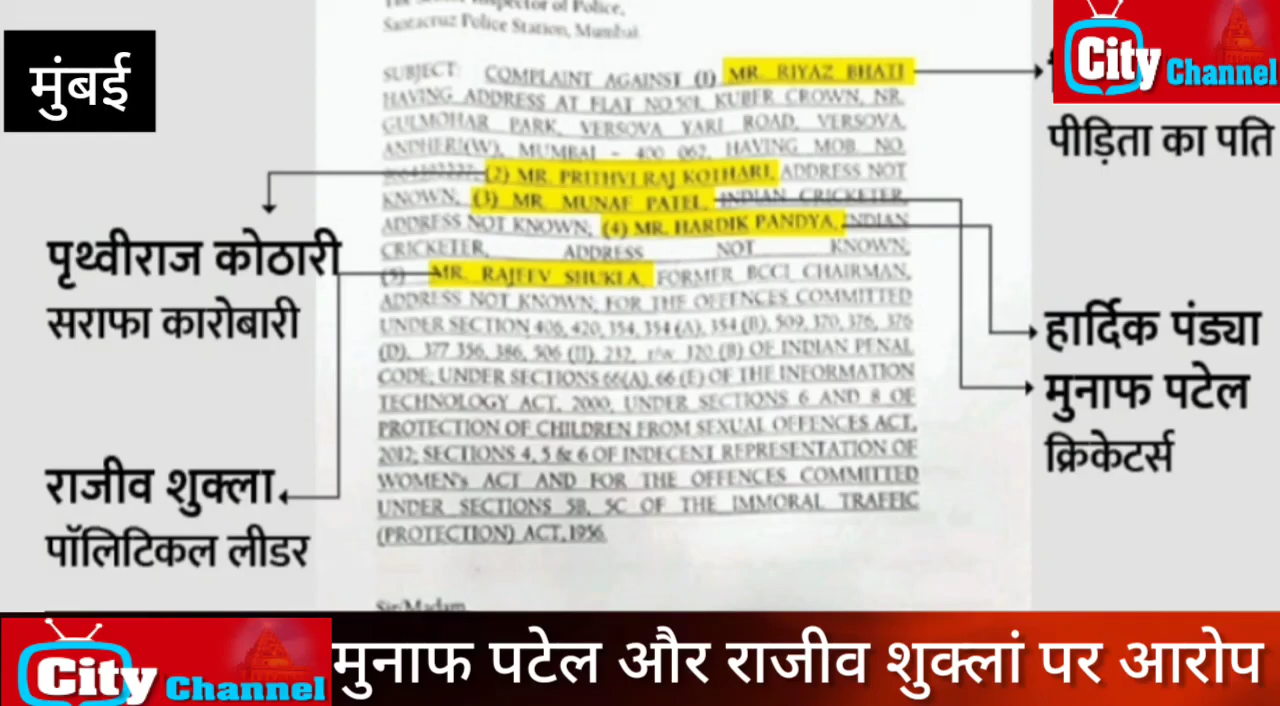 The Senior Inspector of Police,
Santacruz Police Station, Mumbai.
मुंबई
City Channel
SUBJECT: COMPLAINT AGAINST (1) MR. RIYAZ BHATI
HAVING ADDRESS AT FLAT NO 501, KUBER CROWN, NR.
GULMOHAR PARK, VERSOVA YARI ROAD, VERSOVA,
ANDHERI(W), MUMBAI - 400 062, HAVING MOB. NO.
(2) MR. PRITHVI RAJ KOTHARI, ADDRESS NOT
KNOWN; (3) MR. MUNAF PATEL, INDIAN CRICKETER,
ADDRESS NOT KNOWN; (4) MR. HARDIK PANDYA, INDIAN
CRICKETER, ADDRESS NOT KNOWN;
(5) MR. RAJEEV SHUKLA, FORMER BCCI CHAIRMAN,
ADDRESS NOT KNOWN, FOR THE OFFENCES COMMITTED
UNDER SECTION 406, 420, 354, 354 (A), 354 (B), 509, 370, 376, 376
(D), 377 356, 386, 506 (II), 232, r/w 120 (B) OF INDIAN PENAL
CODE, UNDER SECTIONS 66(A), 66 (E) OF THE INFORMATION
TECHNOLOGY ACT, 2000, UNDER SECTIONS 6 AND 8 OF
PROTECTION OF CHILDREN FROM SEXUAL OFFENCES ACT,
2012; SECTIONS 4, 5 & 6 OF INDECENT REPRESENTATION OF
WOMEN's ACT AND FOR THE OFFENCES COMMITTED
UNDER SECTIONS 5B, 5C OF THE IMMORAL TRAFFIC
(PROTECTION) ACT, 1956.
Sir/Madam
पीड़िता का पति
पृथ्वीराज कोठारी
सराफा कारोबारी
हार्दिक पंड्या
मुनाफ पटेल
क्रिकेटर्स
राजीव शुक्ला
पॉलिटिकल लीडर
City Channel
मुनाफ पटेल और राजीव शुक्लां पर आरोप